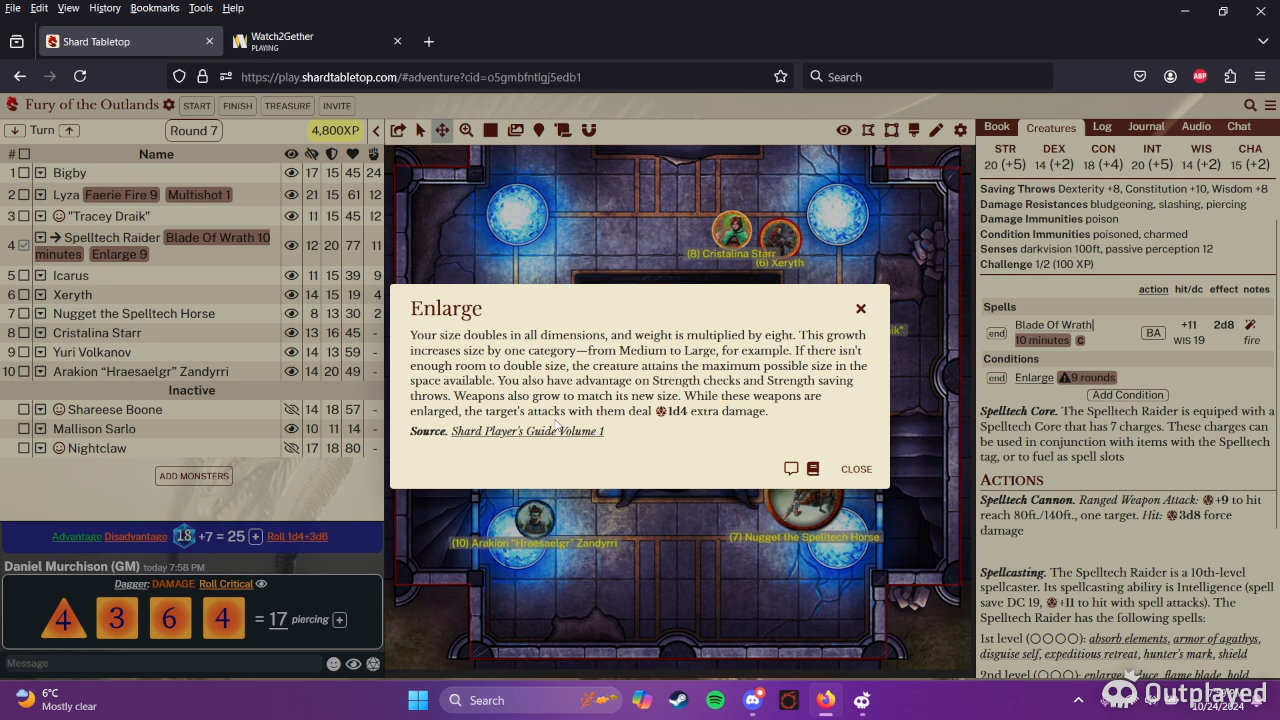 File Edit View History Bookmarks Tools Help
Shard Tabletop
Watch2Gether
PLAYING
https://play.shardtabletop.com/#adventure?cid=o5gmbfntlgj5edb1
Search
ABP
Fury of the Outlands START FINISH TREASURE INVITE
Turn Round 7 4,800XP
# Name
1 Bigby 17 15 45 24
2 Lyza Faerie Fire 9 Multishot 1 21 15 61 12
3 "Tracey Draik" 11 15 45 12
4 Spelltech Raider Blade Of Wrath 10 minutes Enlarge 9 12 20 77 11
5 Icarus 11 15 39 9
6 Xeryth 14 15 19 4
7 Nugget the Spelltech Horse 8 13 30 2
8 Cristalina Starr 13 16 45 -
9 Yuri Volkanov 14 13 59 -
10 Arakion “Hraesaelgr” Zandyrri 14 20 49 -
Inactive
Shareese Boone 14 18 57 -
Mallison Sarlo 10 11 9 -
Nightclaw 17 18 80 -
ADD MONSTERS
Advantage Disadvantage 18 +7 = 25 + Roll 1d4+3d6
Daniel Murchison (GM) today 7:58 PM
Dagger: DAMAGE Roll Critical
4 3 6 4 = 17 piercing +
Message
(8) Cristalina Starr
(6) Xeryth
(10) Arakion "Hraesaelgr" Zandyrri
(7) Nugget the Spelltech Horse
Enlarge
Your size doubles in all dimensions, and weight is multiplied by eight. This growth
increases size by one category—from Medium to Large, for example. If there isn't
enough room to double size, the creature attains the maximum possible size in the
space available. You also have advantage on Strength checks and Strength saving
throws. Weapons also grow to match its new size. While these weapons are
enlarged, the target's attacks with them deal 1d4 extra damage.
Source. Shard Player's Guide Volume 1
CLOSE
Book Creatures Log Journal Audio Chat
STR DEX CON INT WIS CHA
20 (+5) 14 (+2) 18 (+4) 20 (+5) 14 (+2) 15 (+2)
Saving Throws Dexterity +8, Constitution +10, Wisdom +8
Damage Resistances bludgeoning, slashing, piercing
Damage Immunities poison
Condition Immunities poisoned, charmed
Senses darkvision 100ft, passive perception 12
Challenge 1/2 (100 XP)
action hit/dc effect notes
Spells
end Blade Of Wrath BA +11 2d8
10 minutes C WIS 19 fire
Conditions
end Enlarge 9 rounds
Add Condition
Spelltech Core. The Spelltech Raider is equipped with a
Spelltech Core that has 7 charges. These charges can
be used in conjunction with items with the Spelltech
tag, or to fuel as spell slots
ACTIONS
Spelltech Cannon. Ranged Weapon Attack: +9 to hit
reach 80ft./140ft., one target. Hit: 3d8 force
damage
Spellcasting. The Spelltech Raider is a 10th-level
spellcaster. Its spellcasting ability is Intelligence (spell
save DC 19, +11 to hit with spell attacks). The
Spelltech Raider has the following spells:
1st level (○○○○): absorb elements, armor of agathys,
disguise self, expeditious retreat, hunter's mark, shield
Outplayed
6°C
Mostly clear
Search
10/24/2024